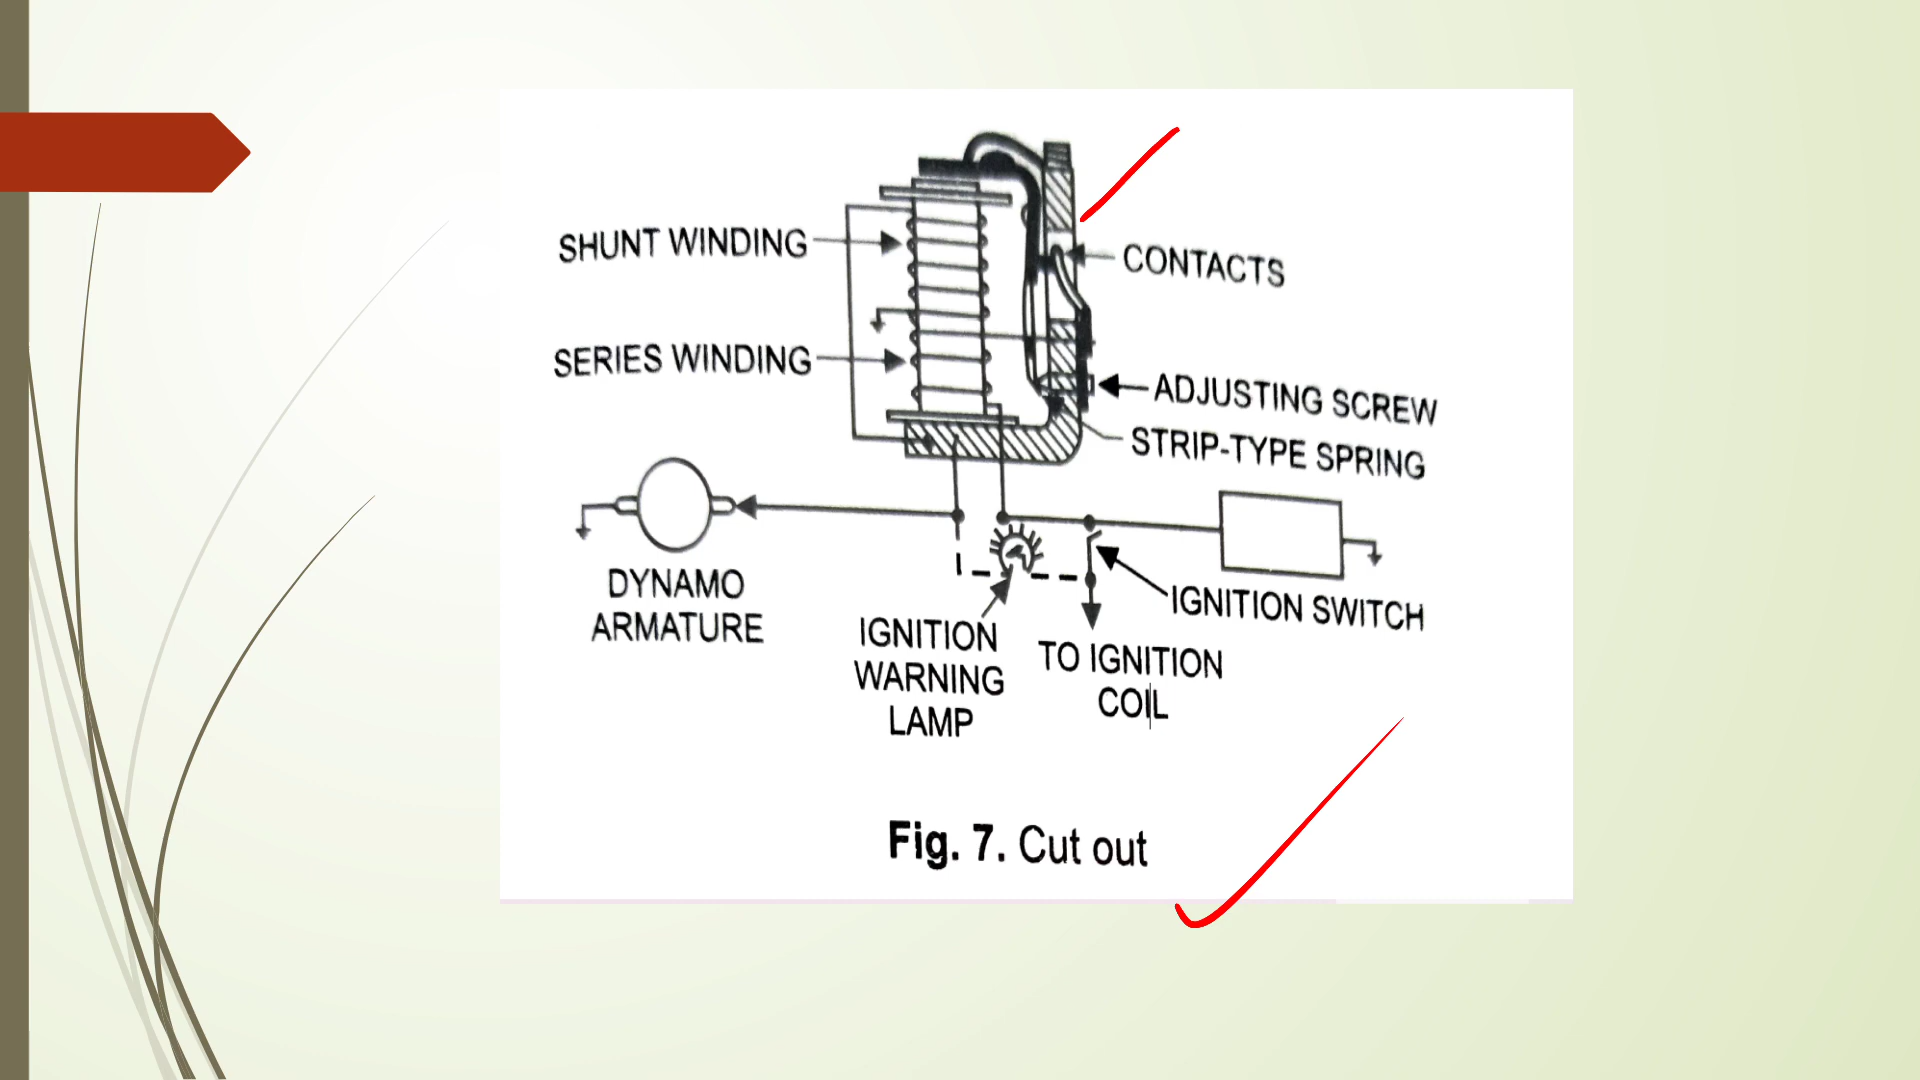 SHUNT WINDING
CONTACTS
SERIES WINDING
ADJUSTING SCREW
STRIP-TYPE SPRING
DYNAMO
ARMATURE
IGNITION SWITCH
IGNITION
WARNING
LAMP
TO IGNITION
COIL
Fig. 7. Cut out